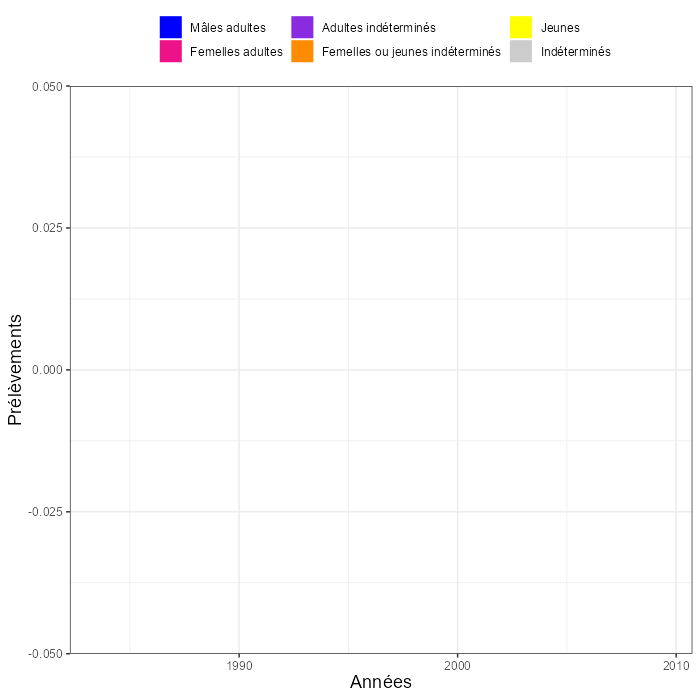 Mâles adultes
Adultes indéterminés
Jeunes
Femelles adultes
Femelles ou jeunes indéterminés
Indéterminés
0.050
0.025
0.000
-0.025
-0.050
Prélèvements
1990
2000
2010
Années